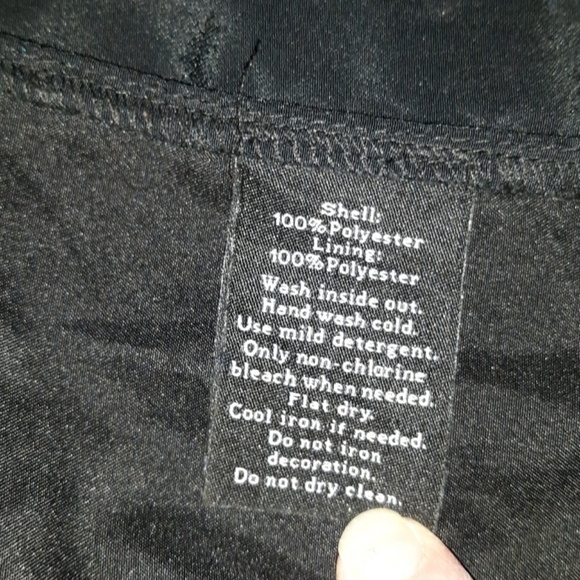 Shell:
100% Polyester
Lining:
100% Polyester
Wash inside out.
Hand wash cold.
Use mild detergent.
Only non-chlorine
bleach when needed.
Flat dry.
Cool iron if needed.
Do not iron
decoration.
Do not dry clean.